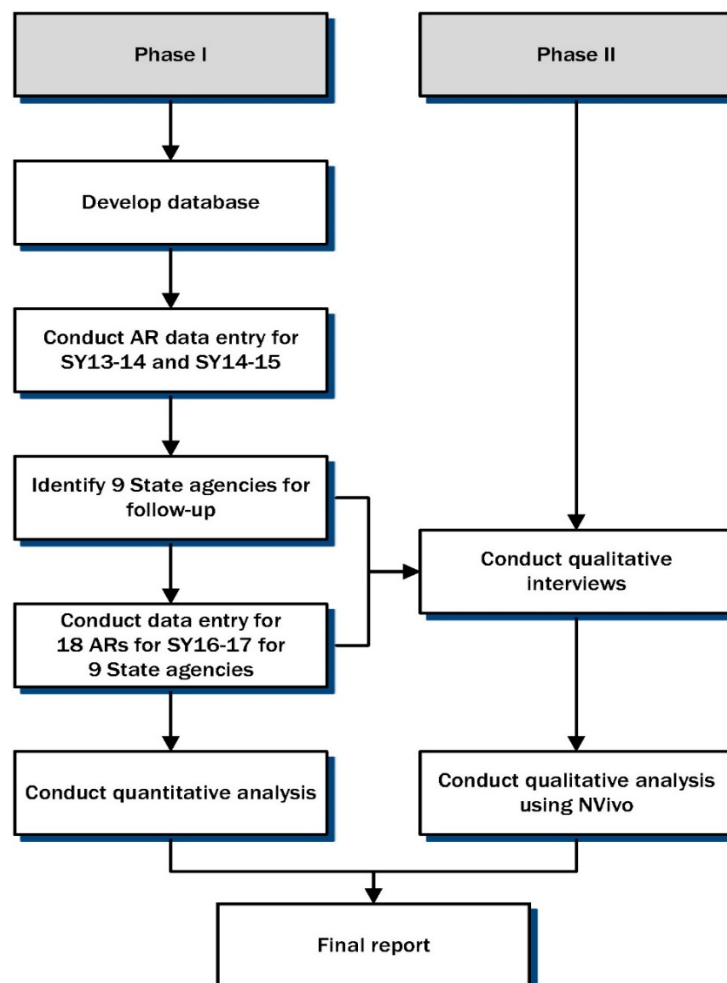 Phase I
Phase II
Develop database
Conduct AR data entry for
SY13-14 and SY14-15
Identify 9 State agencies for
follow-up
Conduct qualitative
interviews
Conduct data entry for
18 ARs for SY16-17 for
9 State agencies
Conduct quantitative analysis
Conduct qualitative analysis
using NVivo
Final report